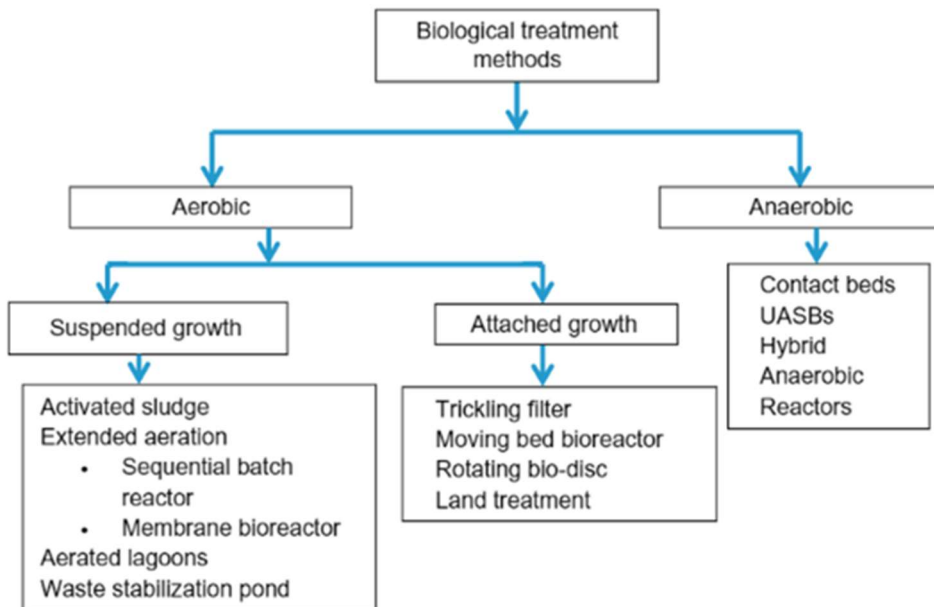 Biological treatment
methods
Aerobic
Anaerobic
Suspended growth
Attached growth
Contact beds
UASBs
Hybrid
Anaerobic
Reactors
Activated sludge
Extended aeration
• Sequential batch
reactor
• Membrane bioreactor
Aerated lagoons
Waste stabilization pond
Trickling filter
Moving bed bioreactor
Rotating bio-disc
Land treatment